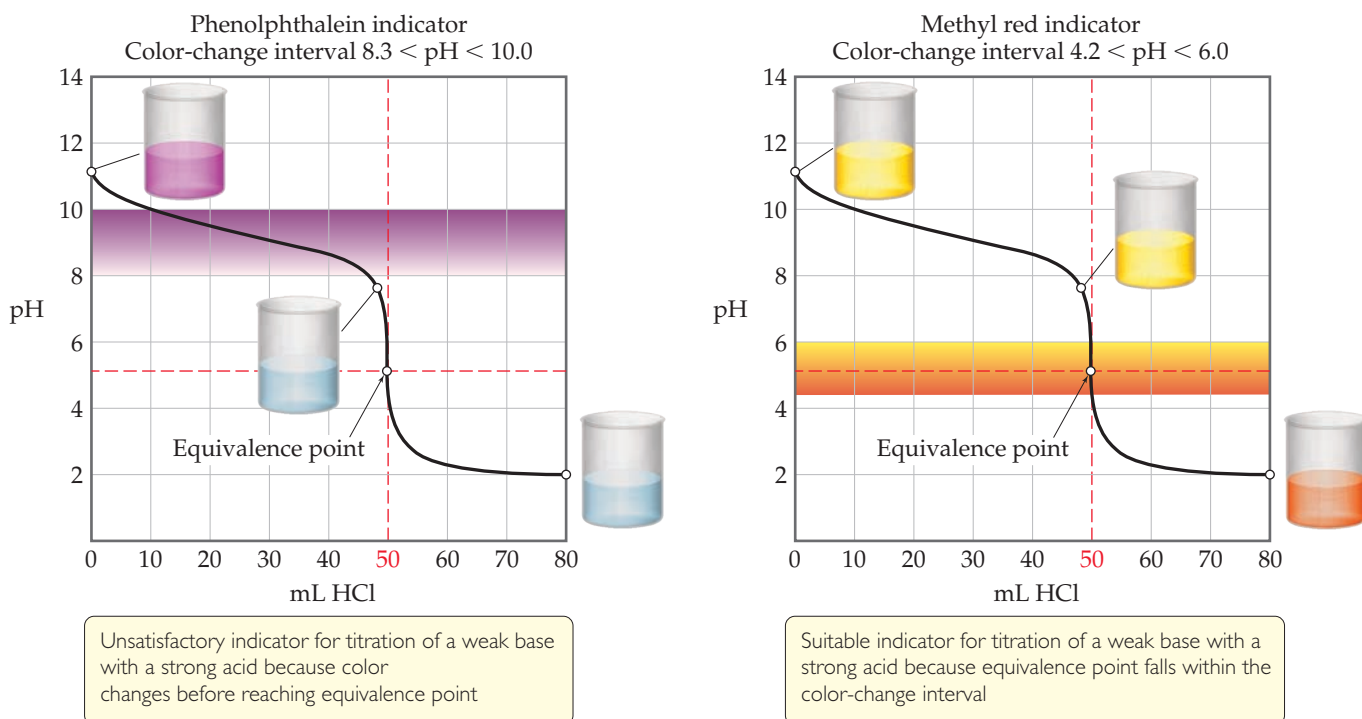 Phenolphthalein indicator
Color-change interval 8.3 < pH < 10.0
14
12
10
8
6
4
2
pH
Equivalence point
0 10 20 30 40 50 60 70 80
mL HCl
Unsatisfactory indicator for titration of a weak base
with a strong acid because color
changes before reaching equivalence point
Methyl red indicator
Color-change interval 4.2 < pH < 6.0
14
12
10
8
6
4
2
pH
Equivalence point
0 10 20 30 40 50 60 70 80
mL HCl
Suitable indicator for titration of a weak base with a
strong acid because equivalence point falls within the
color-change interval